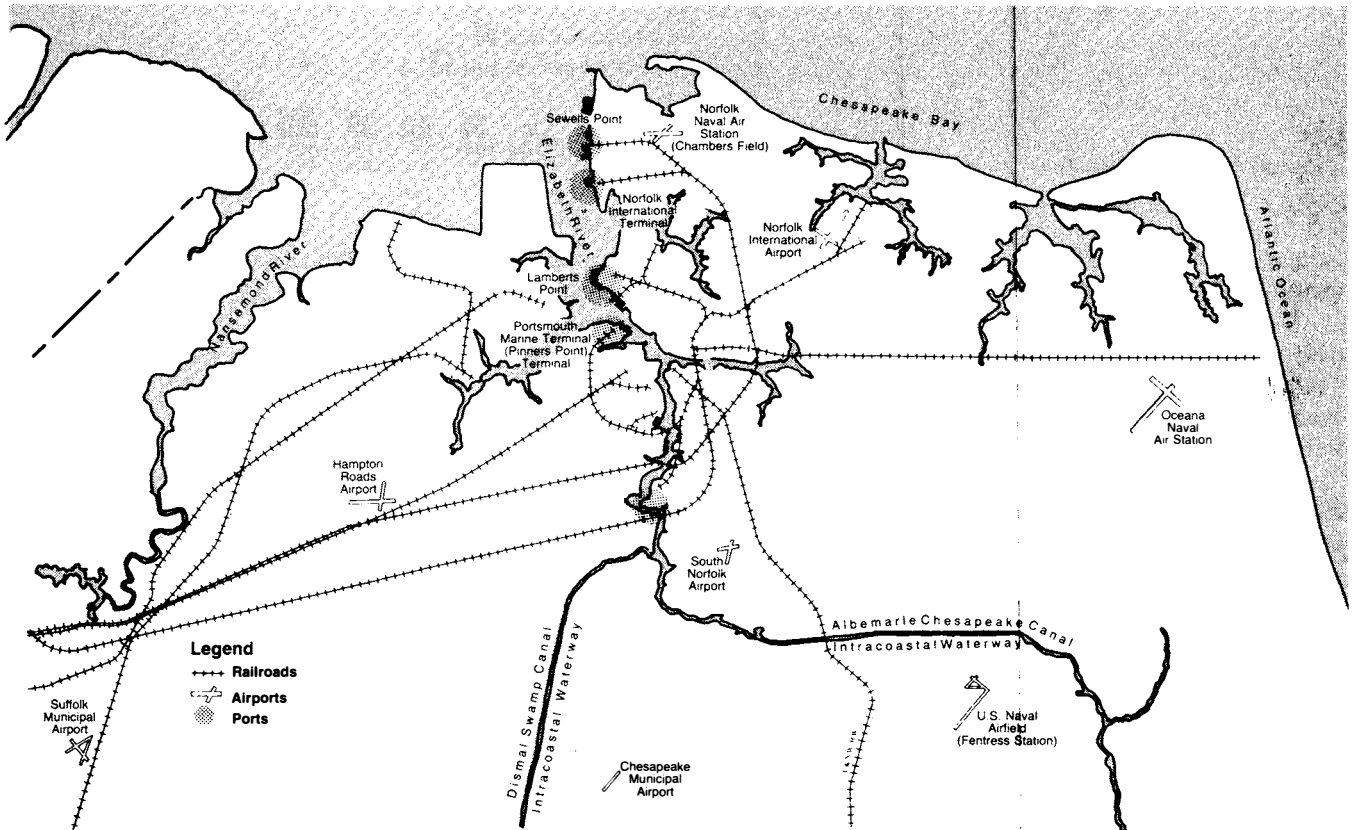 Chessapeake Bay
Sewells Point
Norfolk
Naval Air
Station
(Chambers Field)
Elizabeth River
Norfolk
International
Terminal
Norfolk
International
Airport
Atlantic Ocean
Nansemond River
Lamberts
Point
Portsmouth
Marine Terminal
(Pinners Point)
Terminal
Oceana
Naval
Air Station
Hampton
Roads
Airport
South
Norfolk
Airport
Albemarle Chesapeake Canal
Intracoastal Waterway
Legend
Railroads
Airports
Ports
Suffolk
Municipal
Airport
Dismal Swamp Canal
Intracoastal Waterway
U.S. Naval
Airfield
(Fentress Station)
Chesapeake
Municipal
Airport